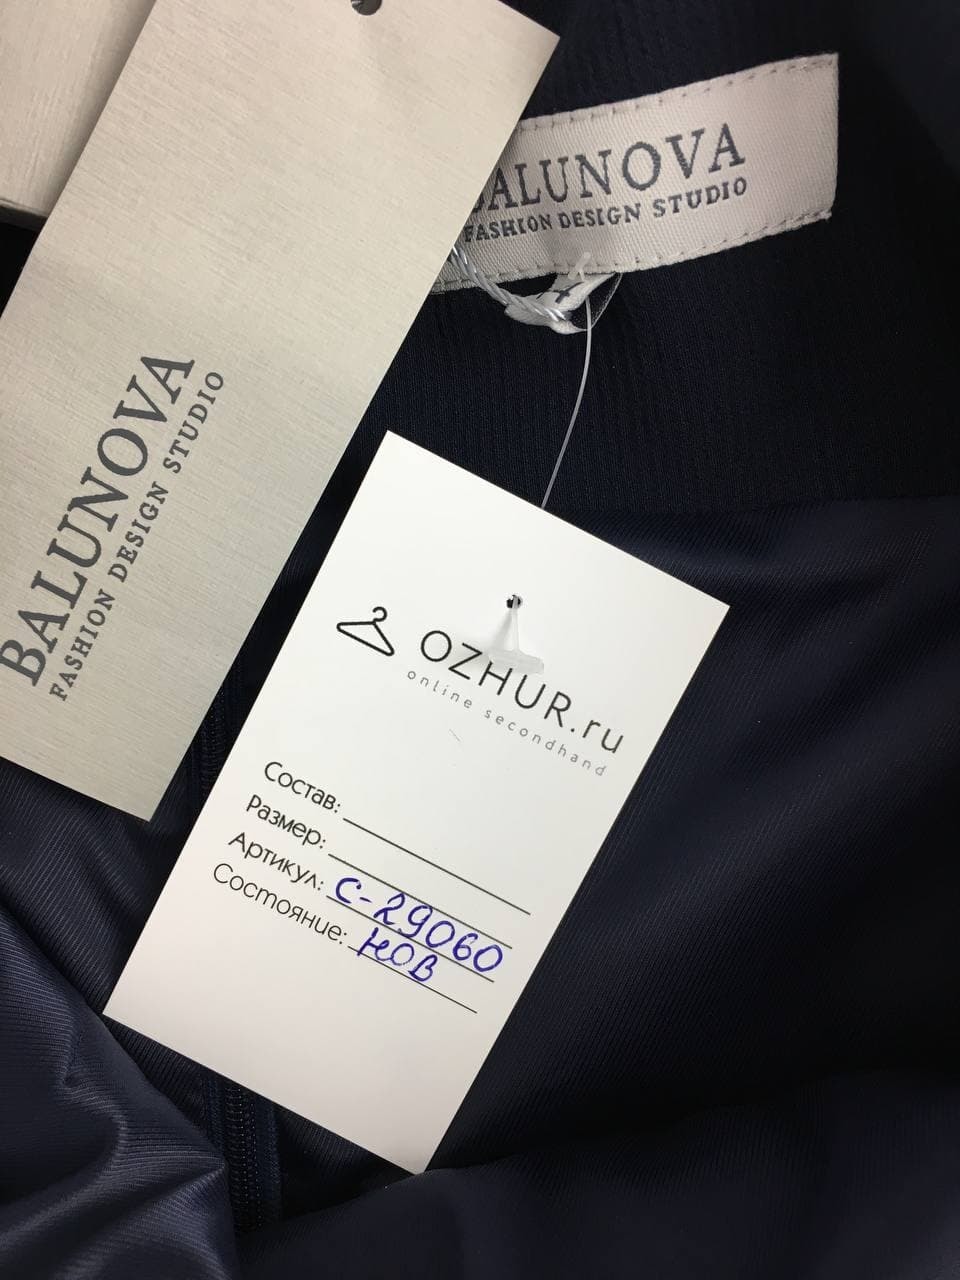 BALUNOVA
FASHION DESIGN STUDIO
BALUNOVA
FASHION DESIGN STUDIO
OZHUR.ru
online secondhand
Состав:
Размер:
Артикул: С-29060
Состояние: нов